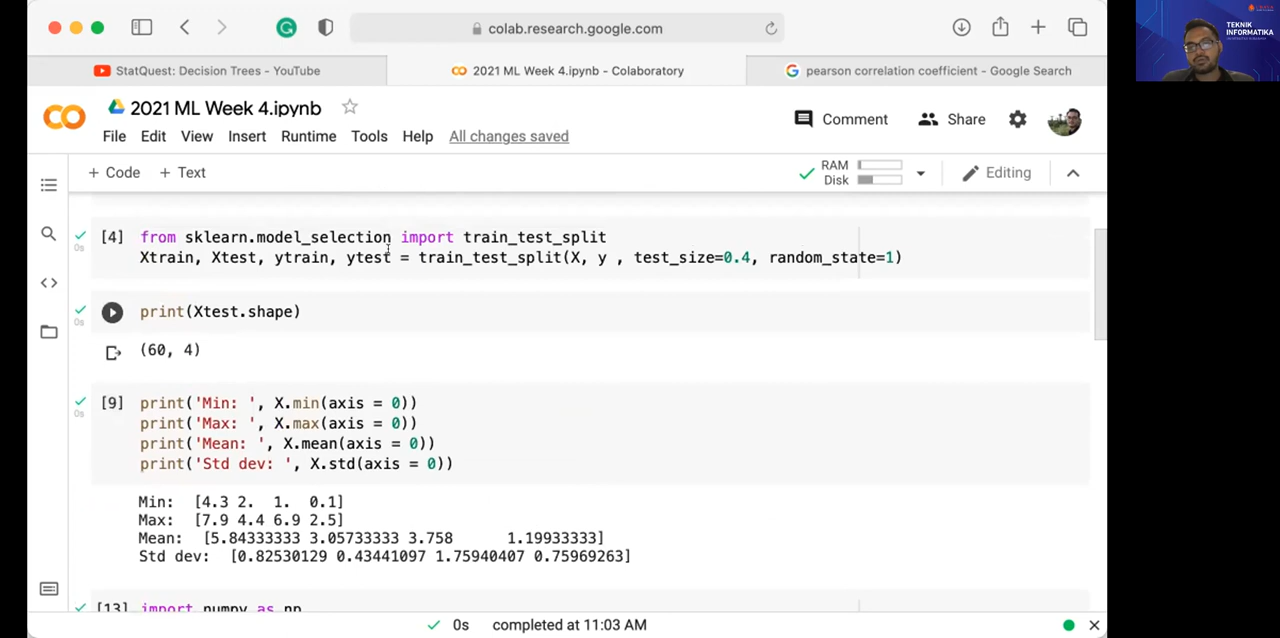 colab.research.google.com
StatQuest: Decision Trees - YouTube
2021 ML Week 4.ipynb - Colaboratory
pearson correlation coefficient - Google Search
TEKNIK
INFORMATIKA
2021 ML Week 4.ipynb
File Edit View Insert Runtime Tools Help All changes saved
Comment
Share
+ Code + Text
RAM
Disk
Editing
[4] from sklearn.model_selection import train_test_split
0s
Xtrain, Xtest, ytrain, ytest = train_test_split(X, y , test_size=0.4, random_state=1)
print(Xtest.shape)
0s
(60, 4)
[9] print('Min: ', X.min(axis = 0))
0s
print('Max: ', X.max(axis = 0))
print('Mean: ', X.mean(axis = 0))
print('Std dev: ', X.std(axis = 0))
Min: [4.3 2. 1. 0.1]
Max: [7.9 4.4 6.9 2.5]
Mean: [5.84333333 3.05733333 3.758 1.19933333]
Std dev: [0.82530129 0.43441097 1.75940407 0.75969263]
[13] import numpy as np
0s completed at 11:03 AM